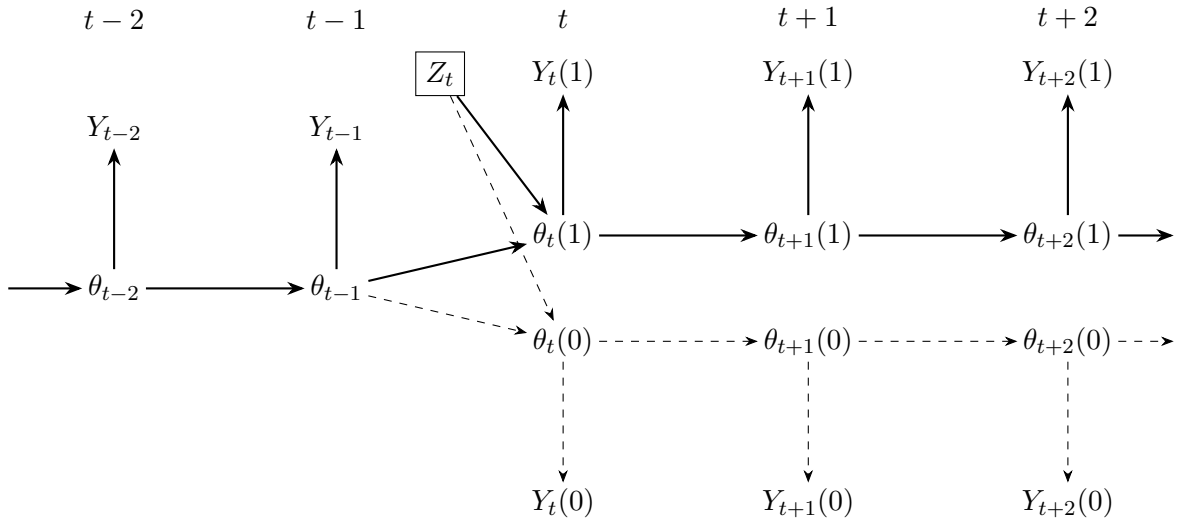 t − 2 t − 1 t t + 1 t + 2
Z_t Y_t(1) Y_{t+1}(1) Y_{t+2}(1)
Y_{t−2} Y_{t−1}
θ_t(1) θ_{t+1}(1) θ_{t+2}(1)
θ_{t−2} θ_{t−1}
θ_t(0) θ_{t+1}(0) θ_{t+2}(0)
Y_t(0) Y_{t+1}(0) Y_{t+2}(0)